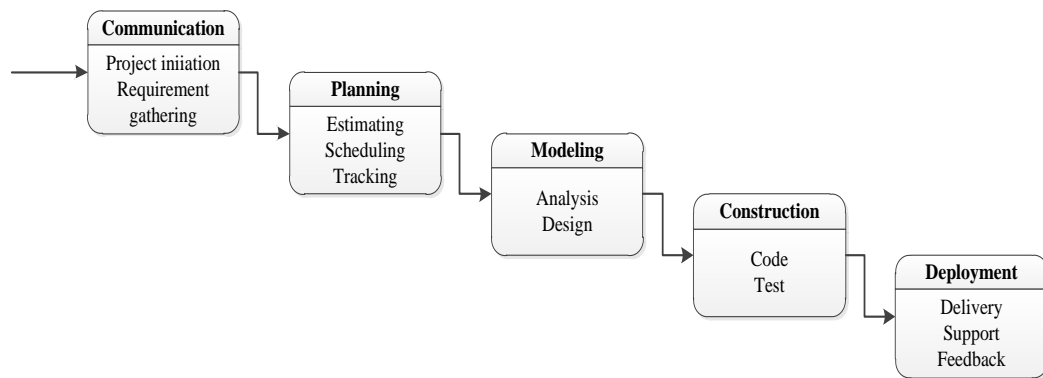 Communication
Project iniiation
Requirement
gathering
Planning
Estimating
Scheduling
Tracking
Modeling
Analysis
Design
Construction
Code
Test
Deployment
Delivery
Support
Feedback